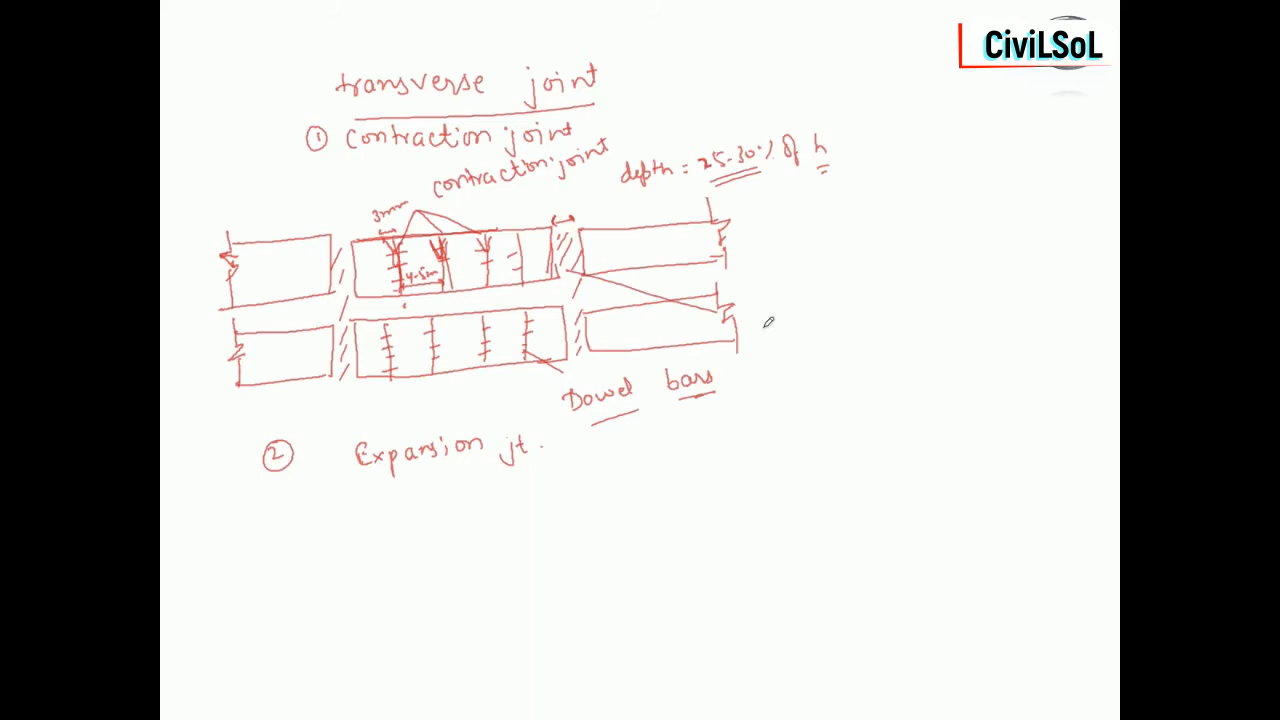 CiviLSoL
transverse joint
① contraction joint
contraction joint
depth = 25-30% of h
3mm
4-5m
Dowel bars
② Expansion jt.